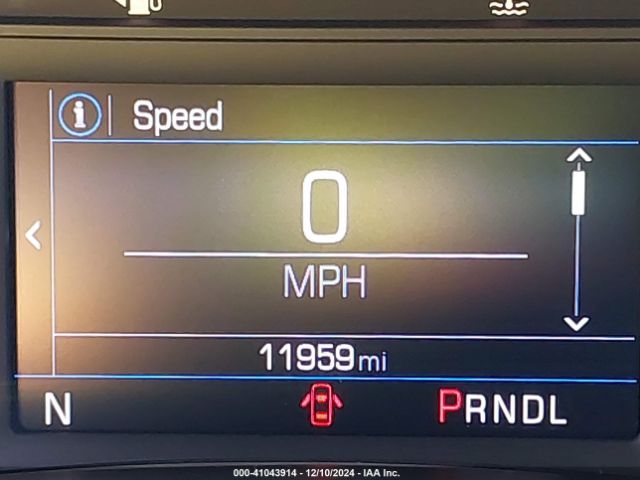 i Speed
0
MPH
11959 mi
N PRNDL
000-41043914 - 12/10/2024 - IAA Inc.